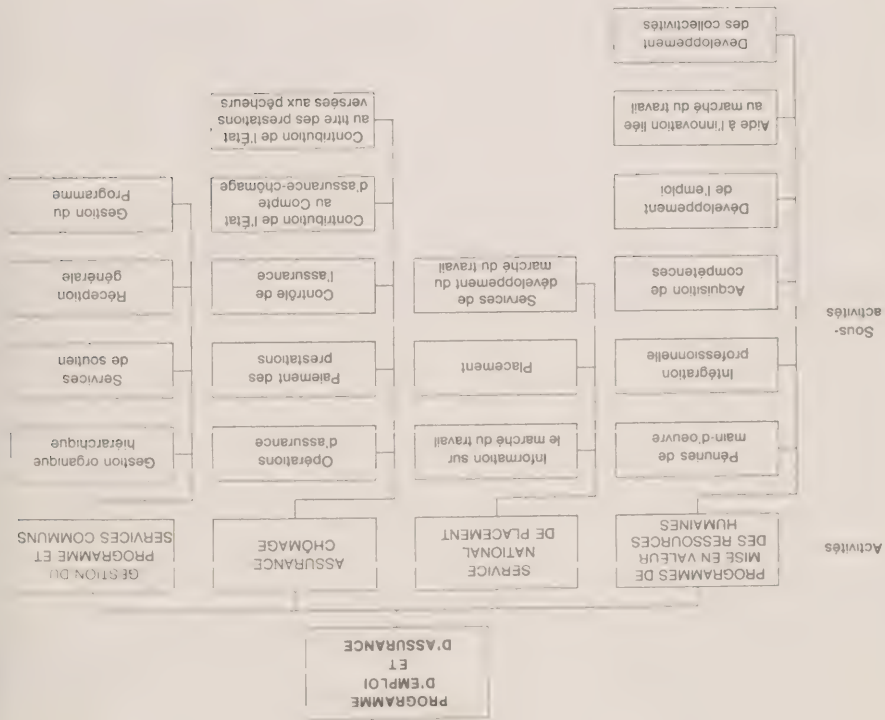 PROGRAMME
D'EMPLOI
ET
D'ASSURANCE
Activités
PROGRAMMES DE
MISE EN VALEUR
DES RESSOURCES
HUMAINES
SERVICE
NATIONAL
DE PLACEMENT
ASSURANCE
CHÔMAGE
GESTION DU
PROGRAMME ET
SERVICES COMMUNS
Sous-
activités
Pénuries de
main-d'oeuvre
Intégration
professionnelle
Acquisition de
compétences
Développement
de l'emploi
Aide à l'innovation liée
au marché du travail
Developpement
des collectivités
Information sur
le marché du travail
Placement
Services de
développement du
marché du travail
Opérations
d'assurance
Paiement des
prestations
Contrôle de
l'assurance
Contribution de l'État
au Compte
d'assurance-chômage
Contribution de l'État
au titre des prestations
versées aux pêcheurs
Gestion organique
hiérarchique
Services
de soutien
Réception
générale
Gestion du
Programme